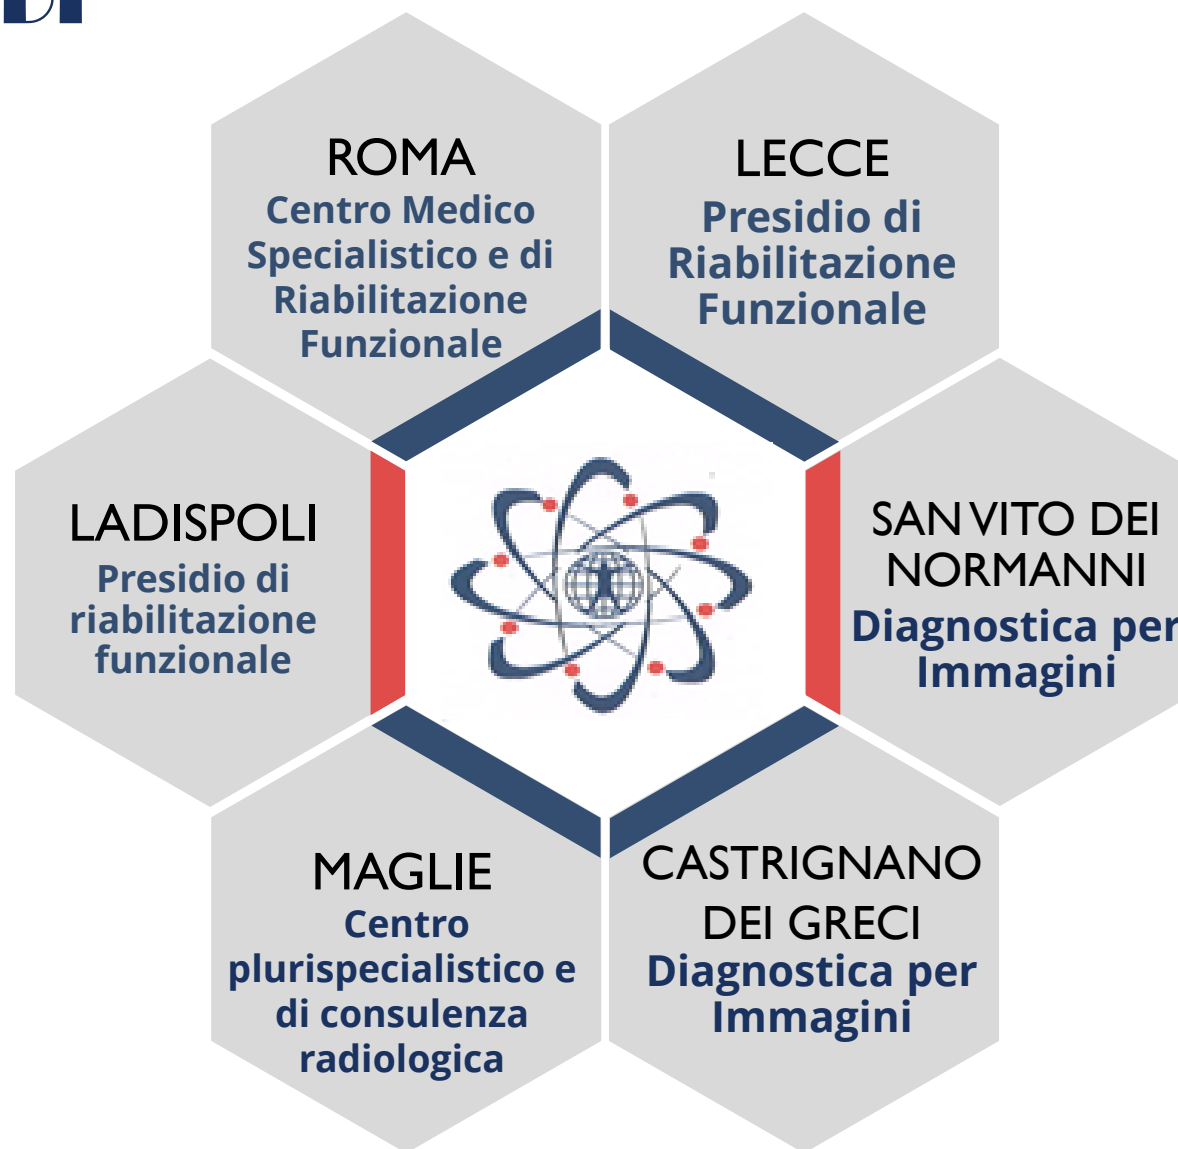 ROMA
Centro Medico
Specialistico e di
Riabilitazione
Funzionale
LECCE
Presidio di
Riabilitazione
Funzionale
LADISPOLI
Presidio di
riabilitazione
funzionale
SAN VITO DEI
NORMANNI
Diagnostica per
Immagini
MAGLIE
Centro
plurispecialistico e
di consulenza
radiologica
CASTRIGNANO
DEI GRECI
Diagnostica per
Immagini